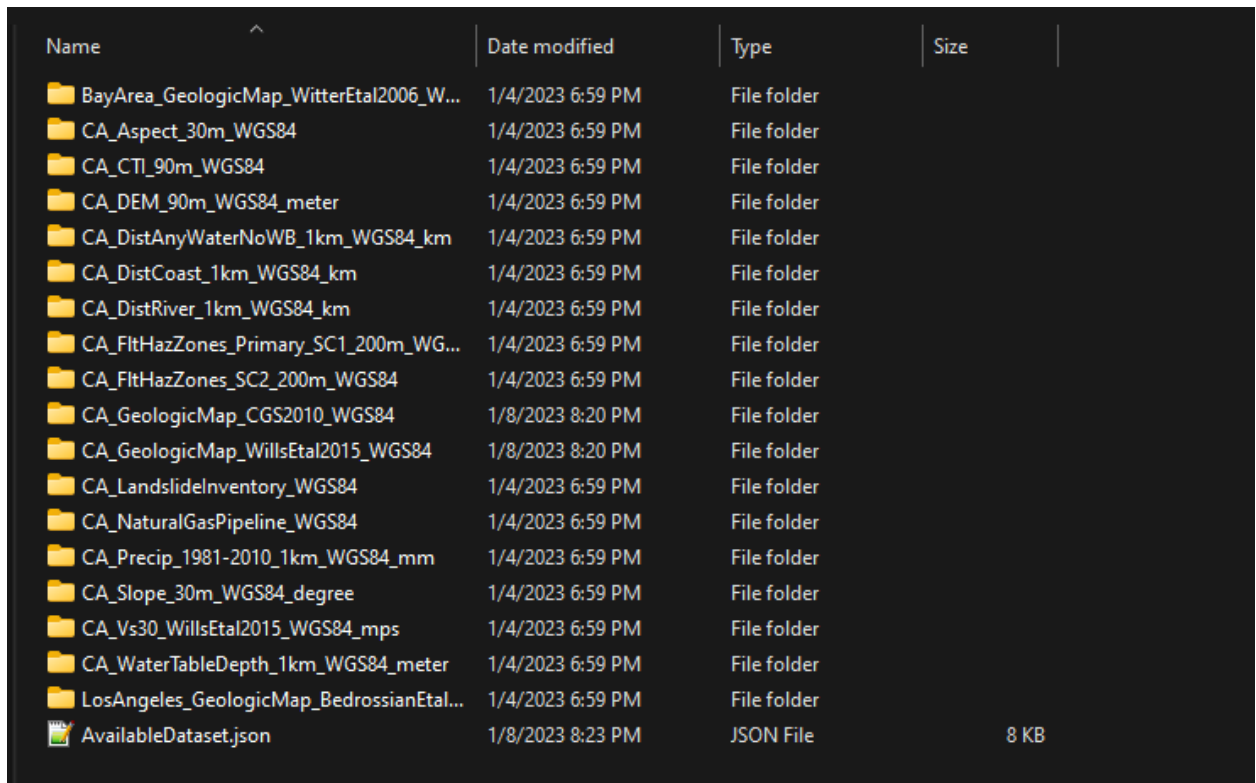 Name Date modified Type Size
BayArea_GeologicMap_WitterEtal2006_W... 1/4/2023 6:59 PM File folder
CA_Aspect_30m_WGS84 1/4/2023 6:59 PM File folder
CA_CTI_90m_WGS84 1/4/2023 6:59 PM File folder
CA_DEM_90m_WGS84_meter 1/4/2023 6:59 PM File folder
CA_DistAnyWaterNoWB_1km_WGS84_km 1/4/2023 6:59 PM File folder
CA_DistCoast_1km_WGS84_km 1/4/2023 6:59 PM File folder
CA_DistRiver_1km_WGS84_km 1/4/2023 6:59 PM File folder
CA_FltHazZones_Primary_SC1_200m_WG... 1/4/2023 6:59 PM File folder
CA_FltHazZones_SC2_200m_WGS84 1/4/2023 6:59 PM File folder
CA_GeologicMap_CGS2010_WGS84 1/8/2023 8:20 PM File folder
CA_GeologicMap_WillsEtal2015_WGS84 1/8/2023 8:20 PM File folder
CA_LandslideInventory_WGS84 1/4/2023 6:59 PM File folder
CA_NaturalGasPipeline_WGS84 1/4/2023 6:59 PM File folder
CA_Precip_1981-2010_1km_WGS84_mm 1/4/2023 6:59 PM File folder
CA_Slope_30m_WGS84_degree 1/4/2023 6:59 PM File folder
CA_Vs30_WillsEtal2015_WGS84_mps 1/4/2023 6:59 PM File folder
CA_WaterTableDepth_1km_WGS84_meter 1/4/2023 6:59 PM File folder
LosAngeles_GeologicMap_BedrossianEtal... 1/4/2023 6:59 PM File folder
AvailableDataset.json 1/8/2023 8:23 PM JSON File 8 KB